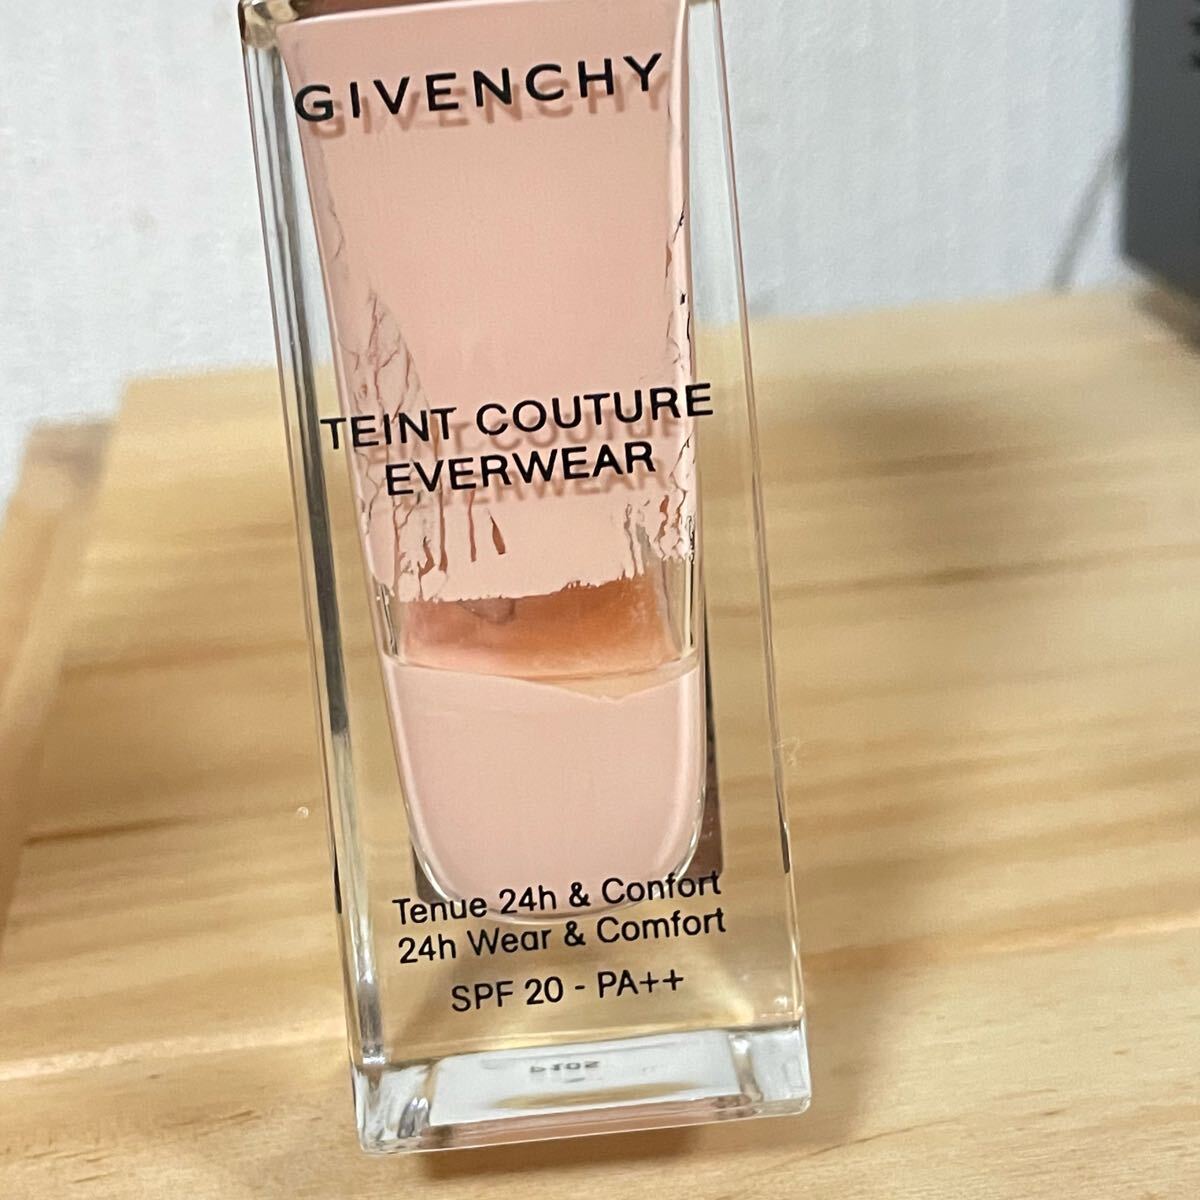 GIVENCHY
TEINT COUTURE
EVERWEAR
Tenue 24h & Confort
24h Wear & Comfort
SPF 20 - PA++